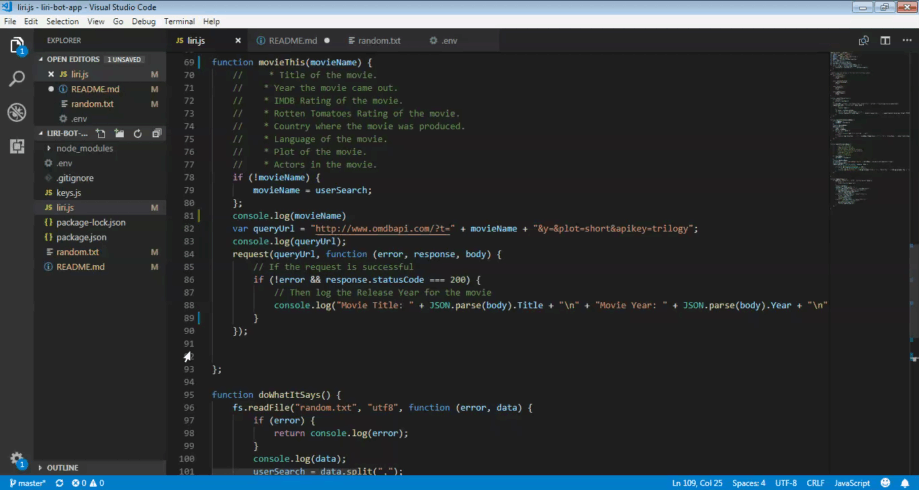 liri.js - liri-bot-app - Visual Studio Code
File Edit Selection View Go Debug Terminal Help
EXPLORER
OPEN EDITORS 1 UNSAVED
liri.js M
README.md M
random.txt M
.env
LIRI-BOT-...
node_modules
.env
.gitignore
keys.js
liri.js M
package-lock.json
package.json
random.txt M
README.md M
OUTLINE
liri.js README.md random.txt .env
69 function movieThis(movieName) {
70 // * Title of the movie.
71 // * Year the movie came out.
72 // * IMDB Rating of the movie.
73 // * Rotten Tomatoes Rating of the movie.
74 // * Country where the movie was produced.
75 // * Language of the movie.
76 // * Plot of the movie.
77 // * Actors in the movie.
78 if (!movieName) {
79 movieName = userSearch;
80 };
81 console.log(movieName)
82 var queryUrl = "http://www.omdbapi.com/?t=" + movieName + "&y=&plot=short&apikey=trilogy";
83 console.log(queryUrl);
84 request(queryUrl, function (error, response, body) {
85 // If the request is successful
86 if (!error && response.statusCode === 200) {
87 // Then log the Release Year for the movie
88 console.log("Movie Title: " + JSON.parse(body).Title + "\n" + "Movie Year: " + JSON.parse(body).Year + "\n"
89 }
90 });
91
93 };
94
95 function doWhatItSays() {
96 fs.readFile("random.txt", "utf8", function (error, data) {
97 if (error) {
98 return console.log(error);
99 }
100 console.log(data);
101 userSearch = data.split(",");
master* 0 0 Ln 109, Col 25 Spaces: 4 UTF-8 CRLF JavaScript